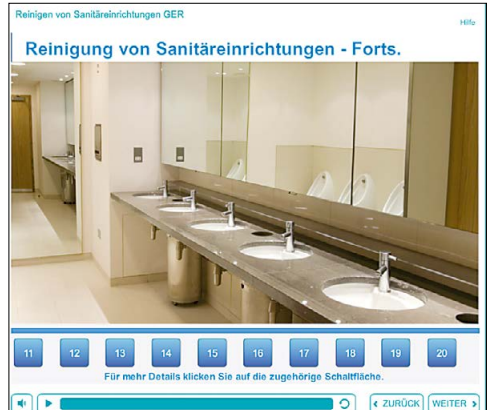 Reinigen von Sanitäreinrichtungen GER
Hilfe
Reinigung von Sanitäreinrichtungen - Forts.
11 12 13 14 15 16 17 18 19 20
Für mehr Details klicken Sie auf die zugehörige Schaltfläche.
ZURÜCK WEITER